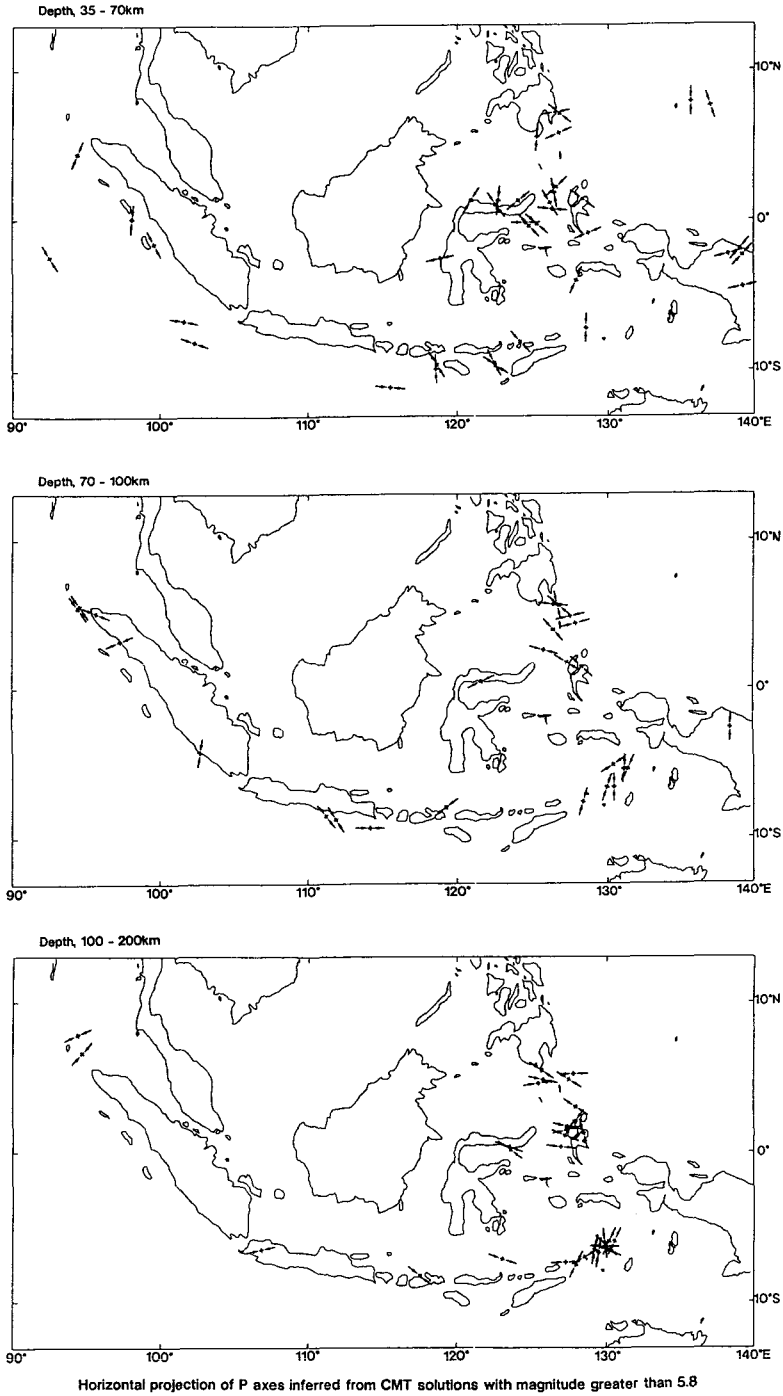 Depth, 35 - 70km
10°N
0°
10°S
90° 100° 110° 120° 130° 140°E
Depth, 70 - 100km
10°N
0°
10°S
90° 100° 110° 120° 130° 140°E
Depth, 100 - 200km
10°N
0°
10°S
90° 100° 110° 120° 130° 140°E
Horizontal projection of P axes inferred from CMT solutions with magnitude greater than 5.8